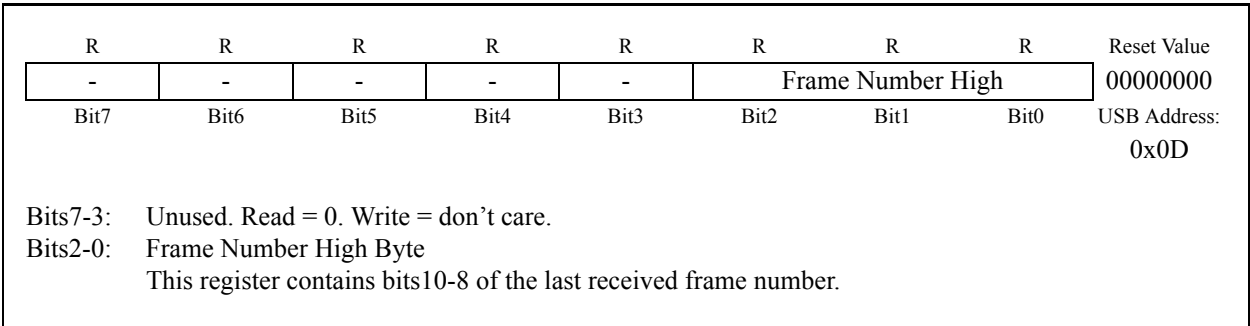 R R R R R R R R Reset Value
- - - - - Frame Number High 00000000
Bit7 Bit6 Bit5 Bit4 Bit3 Bit2 Bit1 Bit0 USB Address:
0x0D
Bits7-3: Unused. Read = 0. Write = don’t care.
Bits2-0: Frame Number High Byte
This register contains bits10-8 of the last received frame number.